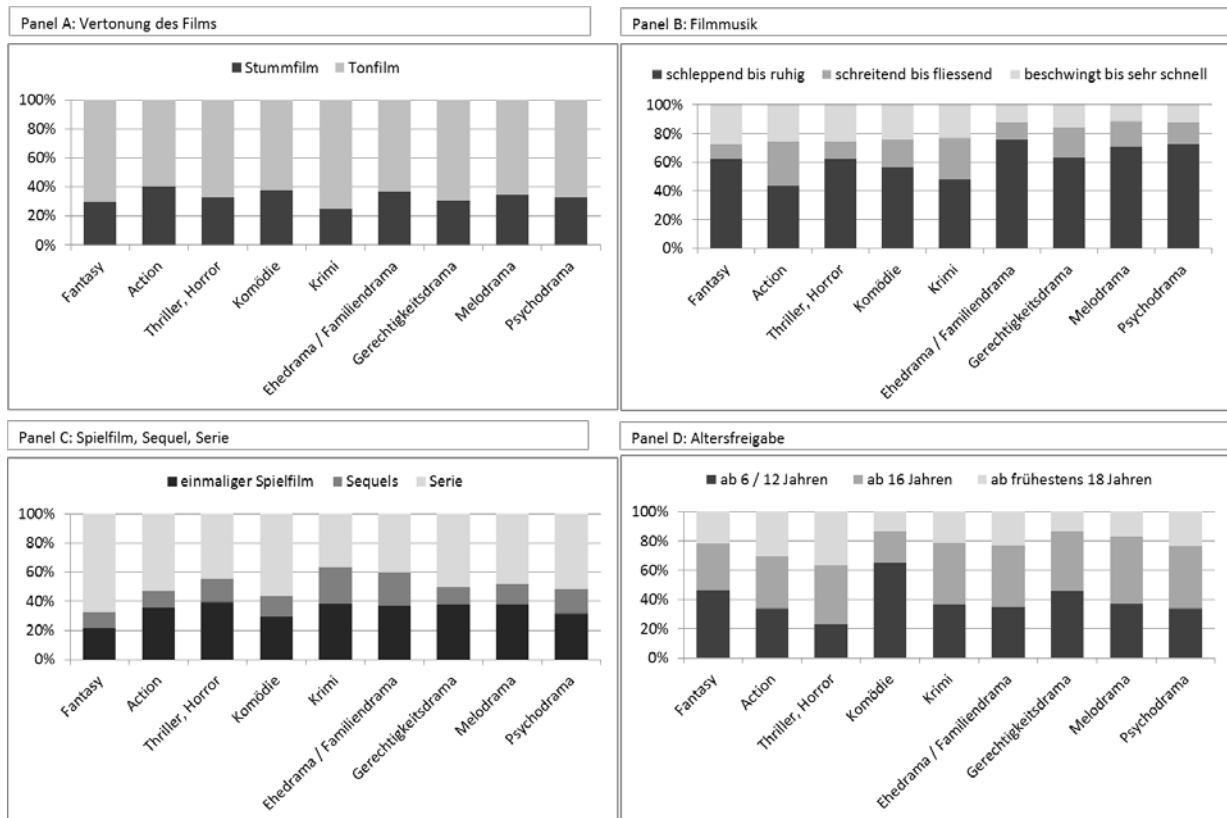 Panel A: Vertonung des Films
Stummfilm Tonfilm
100%
80%
60%
40%
20%
0%
Fantasy
Action
Thriller, Horror
Komödie
Krimi
Ehedrama / Familiendrama
Gerechtigkeitsdrama
Melodrama
Psychodrama
Panel B: Filmmusik
schleppend bis ruhig schreitend bis fliessend beschwingt bis sehr schnell
100%
80%
60%
40%
20%
0%
Fantasy
Action
Thriller, Horror
Komödie
Krimi
Ehedrama / Familiendrama
Gerechtigkeitsdrama
Melodrama
Psychodrama
Panel C: Spielfilm, Sequel, Serie
einmaliger Spielfilm Sequels Serie
100%
80%
60%
40%
20%
0%
Fantasy
Action
Thriller, Horror
Komödie
Krimi
Ehedrama / Familiendrama
Gerechtigkeitsdrama
Melodrama
Psychodrama
Panel D: Altersfreigabe
ab 6 / 12 Jahren ab 16 Jahren ab frühestens 18 Jahren
100%
80%
60%
40%
20%
0%
Fantasy
Action
Thriller, Horror
Komödie
Krimi
Ehedrama / Familiendrama
Gerechtigkeitsdrama
Melodrama
Psychodrama